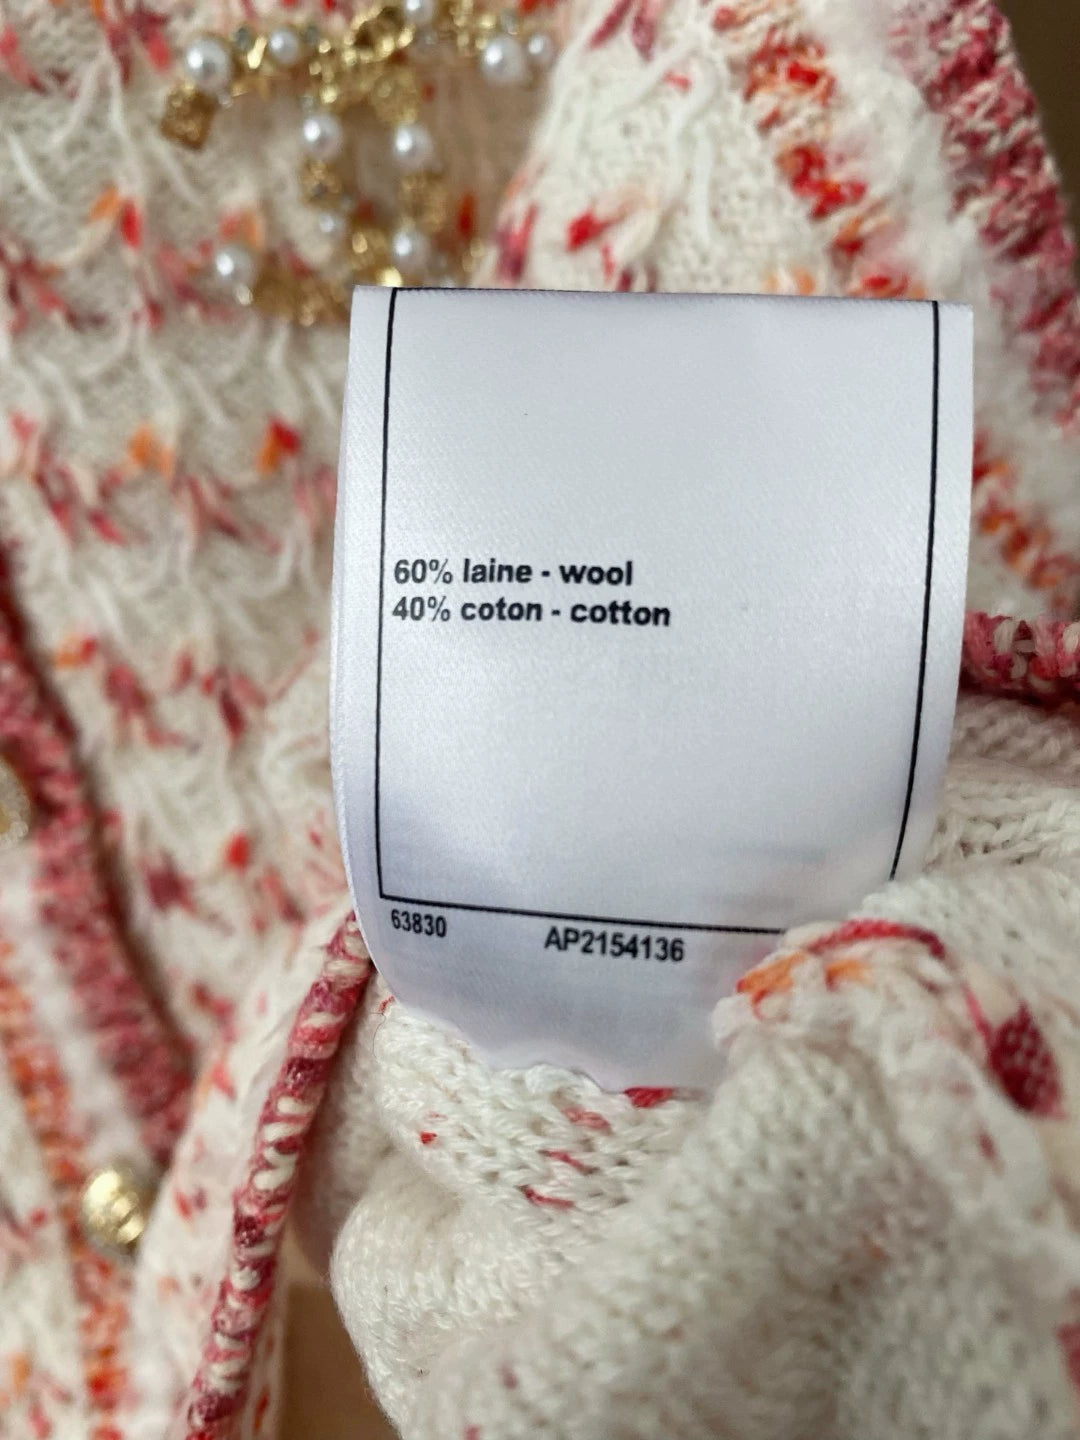 60% laine - wool
40% coton - cotton
63830 AP2154136